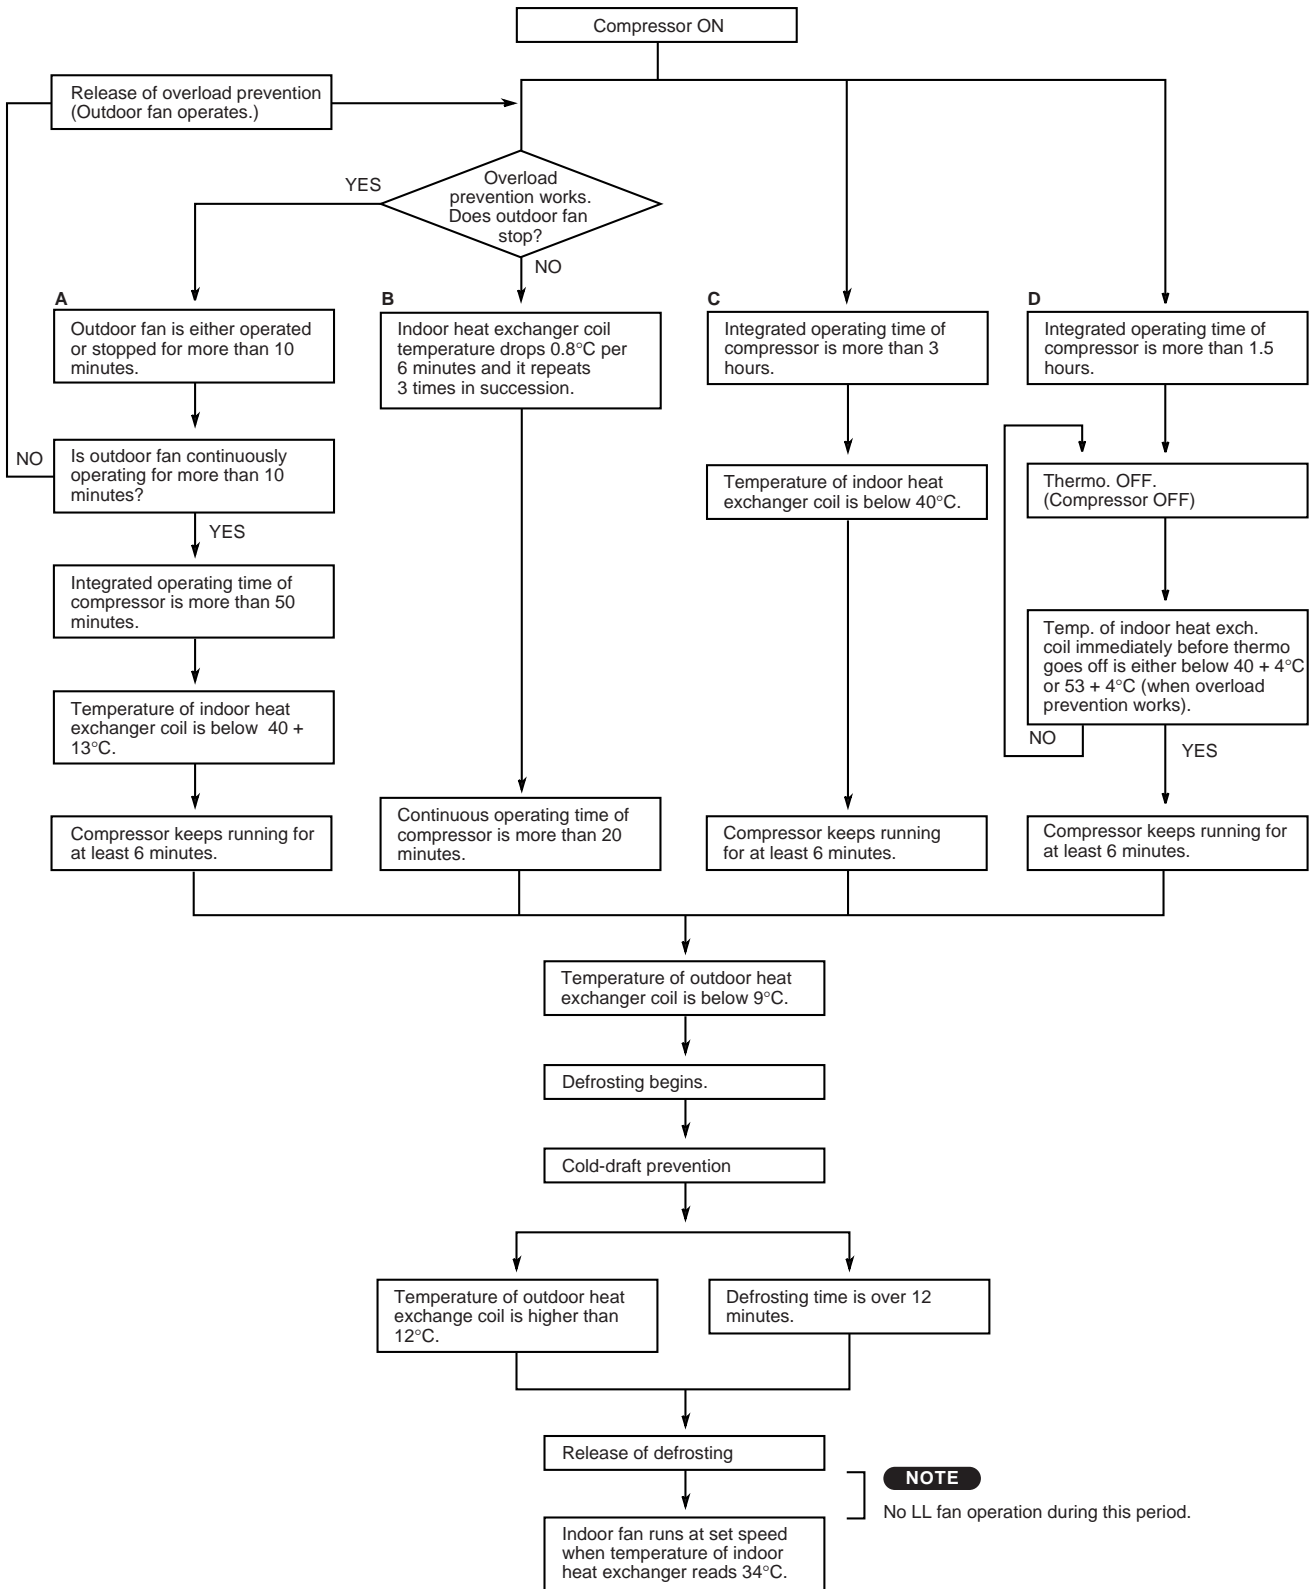 Compressor ON
Release of overload prevention
(Outdoor fan operates.)
Overload
prevention works.
Does outdoor fan
stop?
YES
NO
A
Outdoor fan is either operated
or stopped for more than 10
minutes.
Is outdoor fan continuously
operating for more than 10
minutes?
NO
YES
Integrated operating time of
compressor is more than 50
minutes.
Temperature of indoor heat
exchanger coil is below 40 +
13°C.
Compressor keeps running for
at least 6 minutes.
B
Indoor heat exchanger coil
temperature drops 0.8°C per
6 minutes and it repeats
3 times in succession.
Continuous operating time of
compressor is more than 20
minutes.
C
Integrated operating time of
compressor is more than 3
hours.
Temperature of indoor heat
exchanger coil is below 40°C.
Compressor keeps running
for at least 6 minutes.
D
Integrated operating time of
compressor is more than 1.5
hours.
Thermo. OFF.
(Compressor OFF)
Temp. of indoor heat exch.
coil immediately before thermo
goes off is either below 40 + 4°C
or 53 + 4°C (when overload
prevention works).
NO
YES
Compressor keeps running for
at least 6 minutes.
Temperature of outdoor heat
exchanger coil is below 9°C.
Defrosting begins.
Cold-draft prevention
Temperature of outdoor heat
exchange coil is higher than
12°C.
Defrosting time is over 12
minutes.
Release of defrosting
NOTE
No LL fan operation during this period.
Indoor fan runs at set speed
when temperature of indoor
heat exchanger reads 34°C.